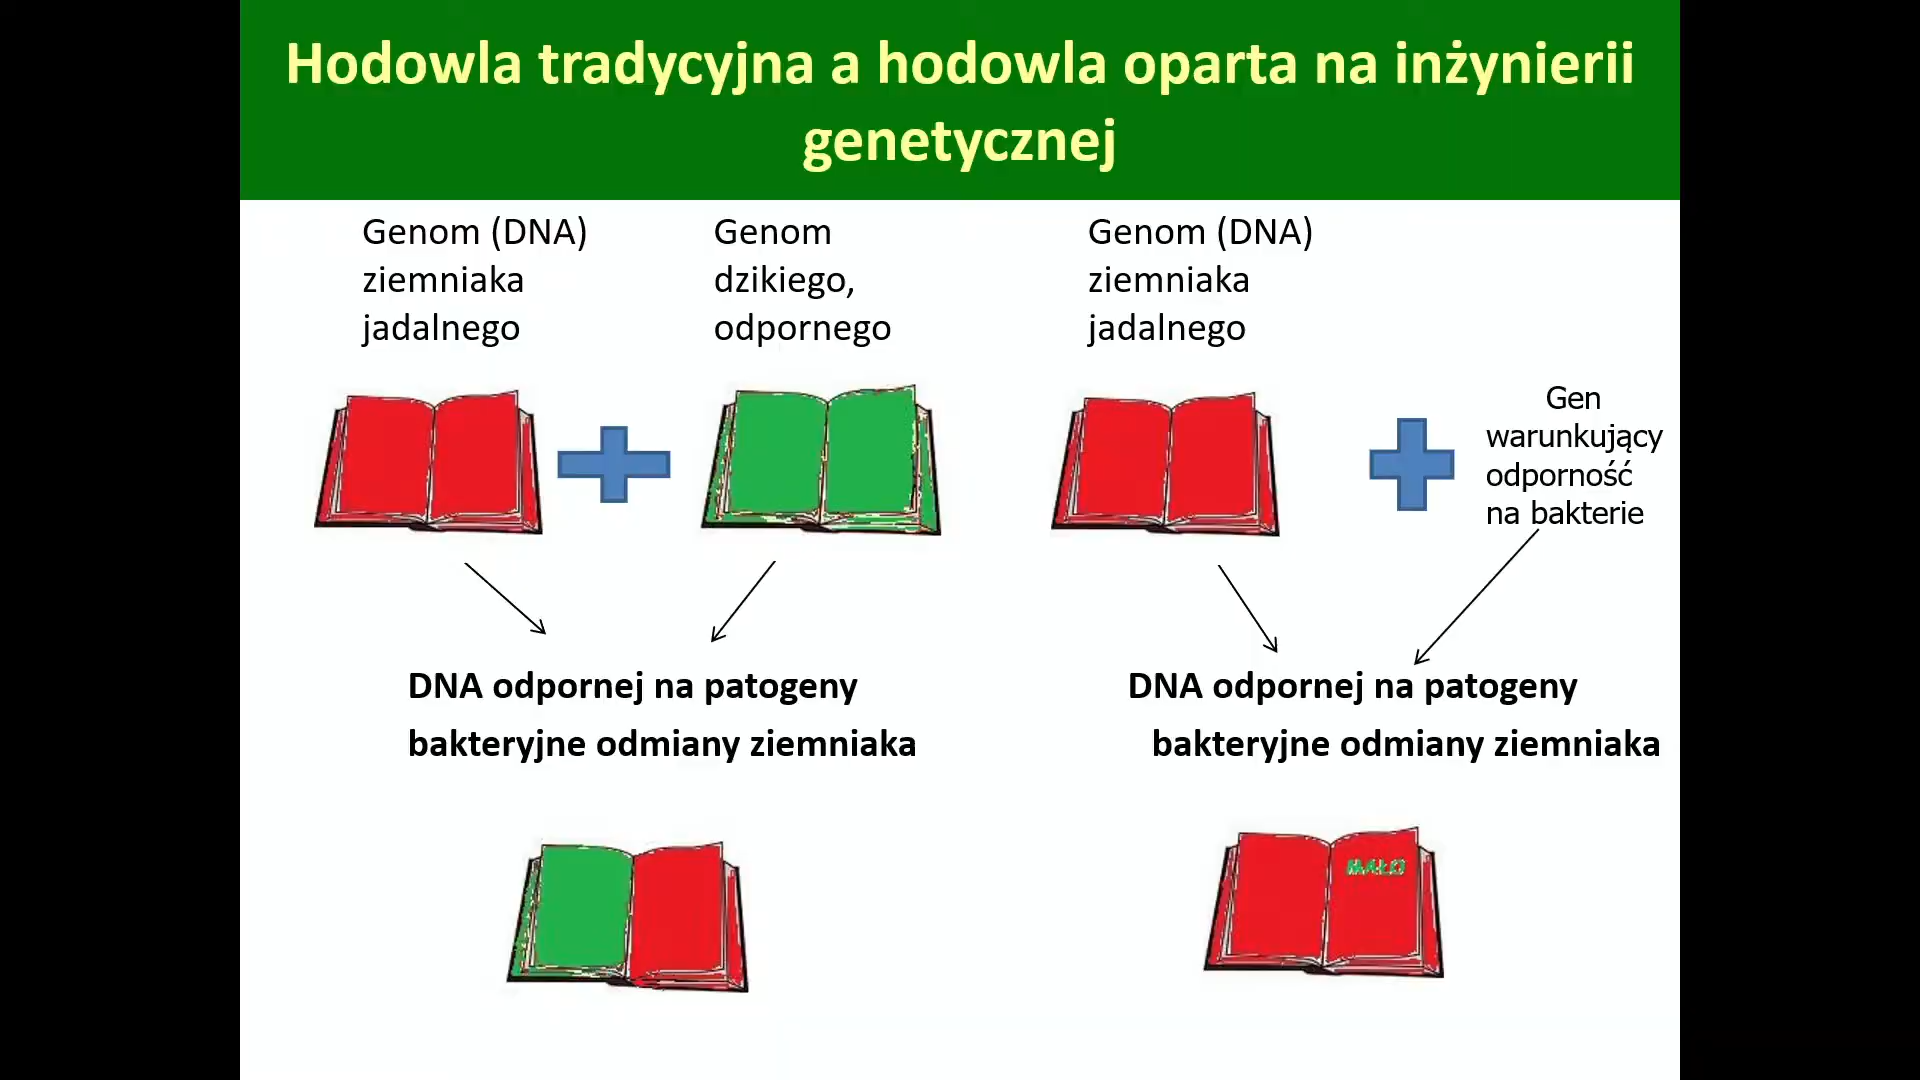 Hodowla tradycyjna a hodowla oparta na inżynierii
genetycznej
Genom (DNA)
ziemniaka
jadalnego
Genom
dzikiego,
odpornego
Genom (DNA)
ziemniaka
jadalnego
Gen
warunkujący
odporność
na bakterie
DNA odpornej na patogeny
bakteryjne odmiany ziemniaka
DNA odpornej na patogeny
bakteryjne odmiany ziemniaka
MAŁO